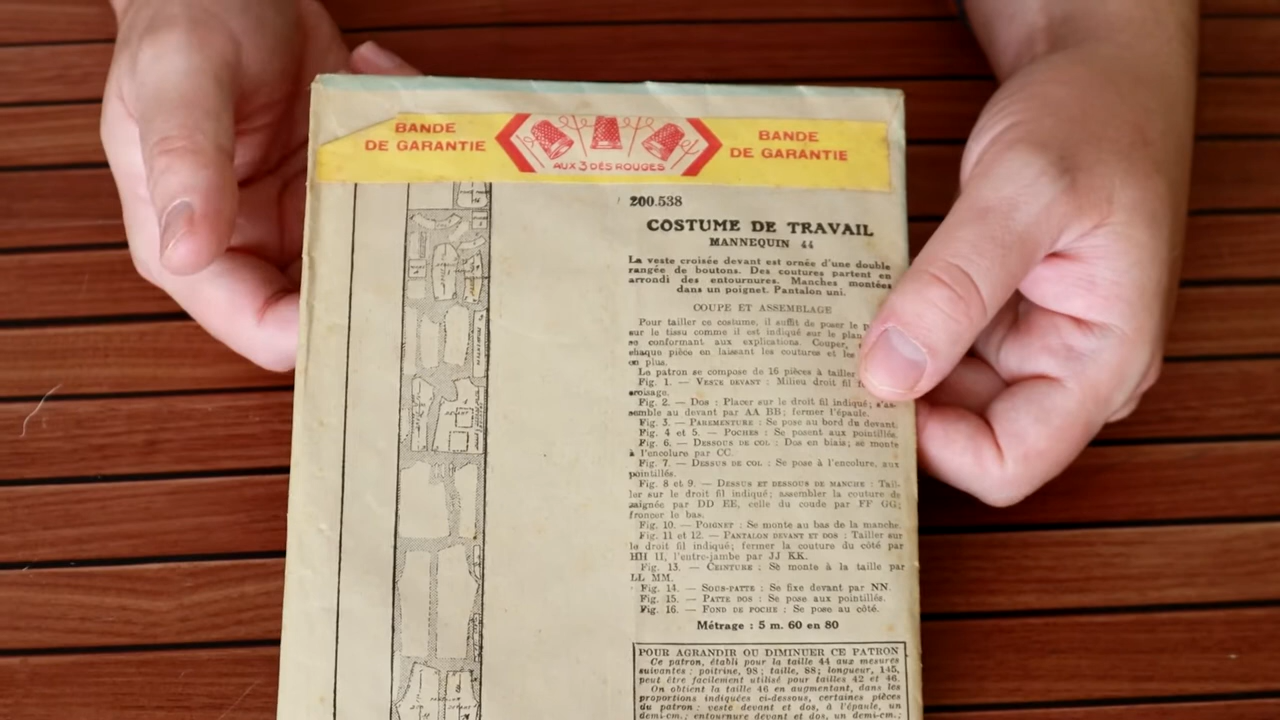 BANDE
DE GARANTIE
AUX 3 DÉS ROUGES
BANDE
DE GARANTIE
200.538
COSTUME DE TRAVAIL
MANNEQUIN 44
La veste croisée devant est ornée d'une double
rangée de boutons. Des coutures partent en
arrondi des entournures. Manches montées
dans un poignet. Pantalon uni.
COUPE ET ASSEMBLAGE
Pour tailler ce costume, il suffit de poser le
sur le tissu comme il est indiqué sur le plan
se conformant aux explications. Couper,
chaque pièce en laissant les coutures et les
en plus.
Le patron se compose de 16 pièces à tailler
Fig. 1. — VESTE DEVANT : Milieu droit fil
croisage.
Fig. 2. — DOS : Placer sur le droit fil indiqué; s'as-
semble au devant par AA BB; fermer l'épaule.
Fig. 3. — PAREMENTURE : Se pose au bord du devant.
Fig. 4 et 5. — POCHES : Se posent aux pointillés.
Fig. 6. — DESSOUS DE COL : Dos en biais; se monte
à l'encolure par CC.
Fig. 7. — DESSUS DE COL : Se pose à l'encolure, aux
pointillés.
Fig. 8 et 9. — DESSUS ET DESSOUS DE MANCHE : Tail-
ler sur le droit fil indiqué; assembler la couture de
saignée par DD EE, celle du coude par FF GG;
froncer le bas.
Fig. 10. — POIGNET : Se monte au bas de la manche.
Fig. 11 et 12. — PANTALON DEVANT ET DOS : Tailler sur
le droit fil indiqué; fermer la couture du côté par
HH II, l'entre-jambe par JJ KK.
Fig. 13. — CEINTURE : Se monte à la taille par
LL MM.
Fig. 14. — SOUS-PATTE : Se fixe devant par NN.
Fig. 15. — PATTE DOS : Se pose aux pointillés.
Fig. 16. — FOND DE POCHE : Se pose au côté.
Métrage : 5 m. 60 en 80
POUR AGRANDIR OU DIMINUER CE PATRON
Ce patron, établi pour la taille 44 aux mesures
suivantes : poitrine, 98; taille, 88; longueur, 145,
peut être facilement utilisé pour tailles 42 et 46.
On obtient la taille 46 en augmentant, dans les
proportions indiquées ci-dessous, certaines pièces
du patron : veste devant et dos, à l'épaule, un
demi-cm.; entournure devant et dos, un demi-cm.;